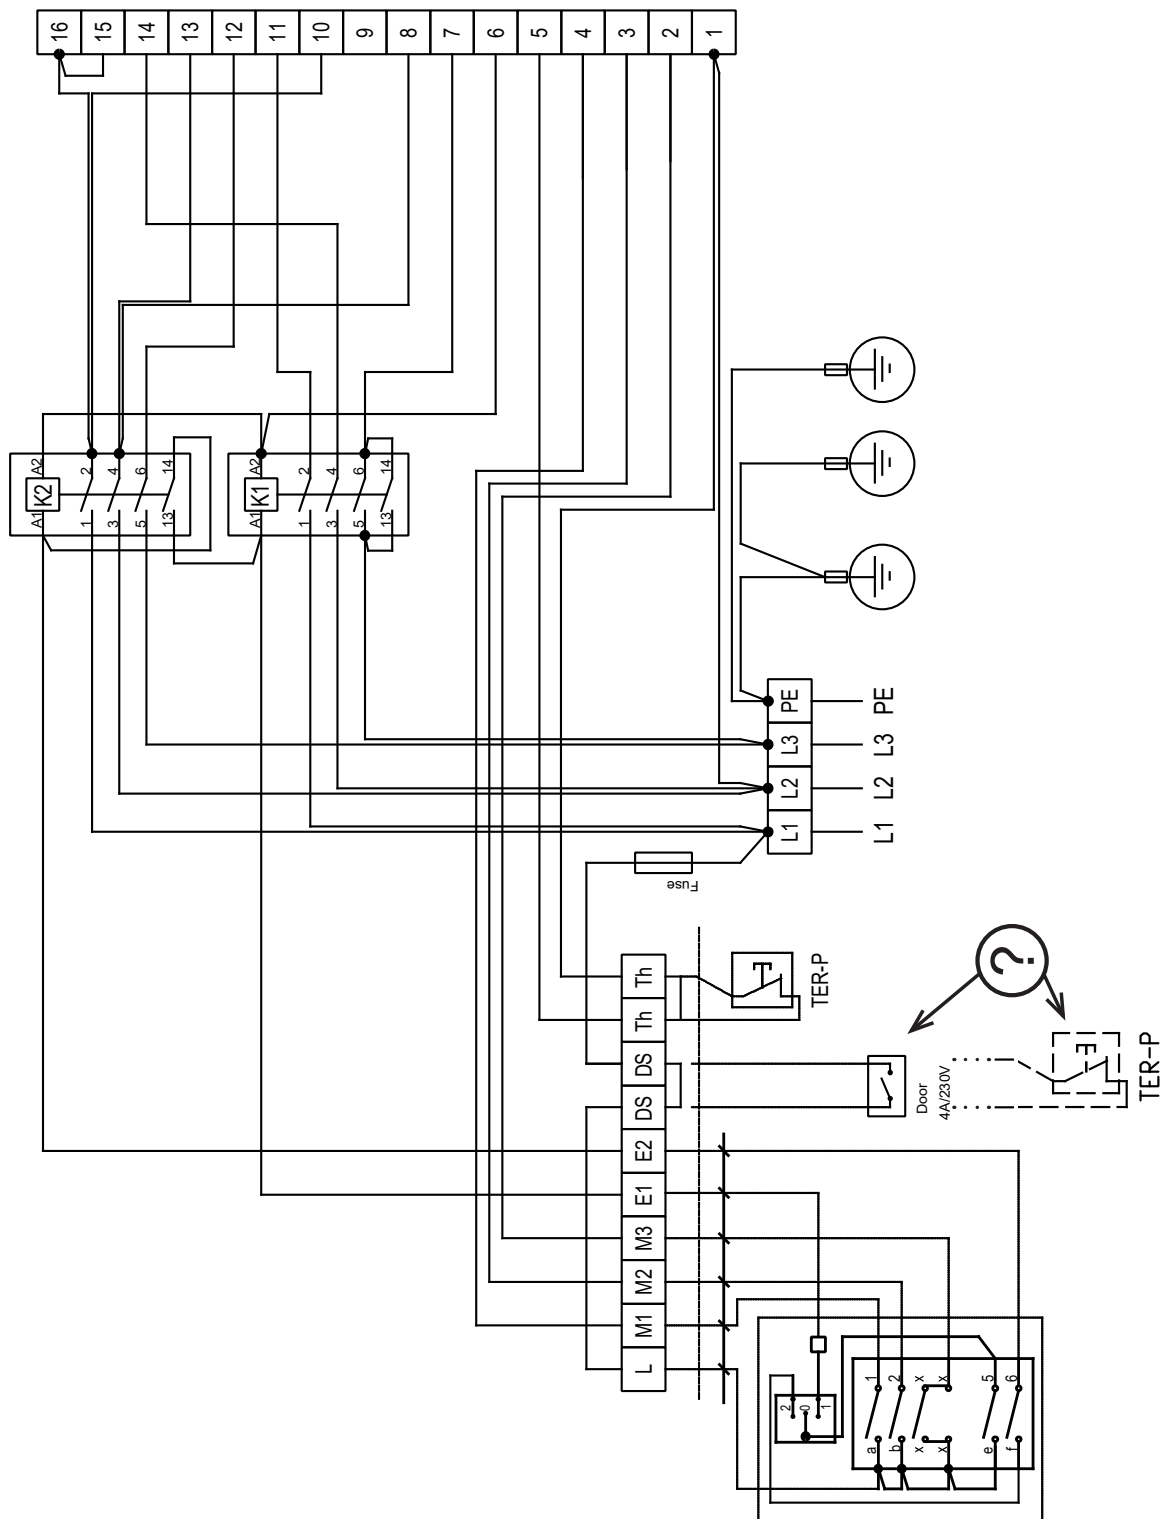 16 15 14 13 12 11 10 9 8 7 6 5 4 3 2 1
A2 2 4 6 14
K2
A1 1 3 5 13
A2 2 4 6 14
K1
A1 1 3 5 13
PE PE
L3 L3
L2 L2
L1 L1
Fuse
Th
Th
DS
DS
E2
E1
M3
M2
M1
L
TER-P
?
Door
4A/230V
TER-P
2 0 1
1 2 x x 5 6
a b x x e f